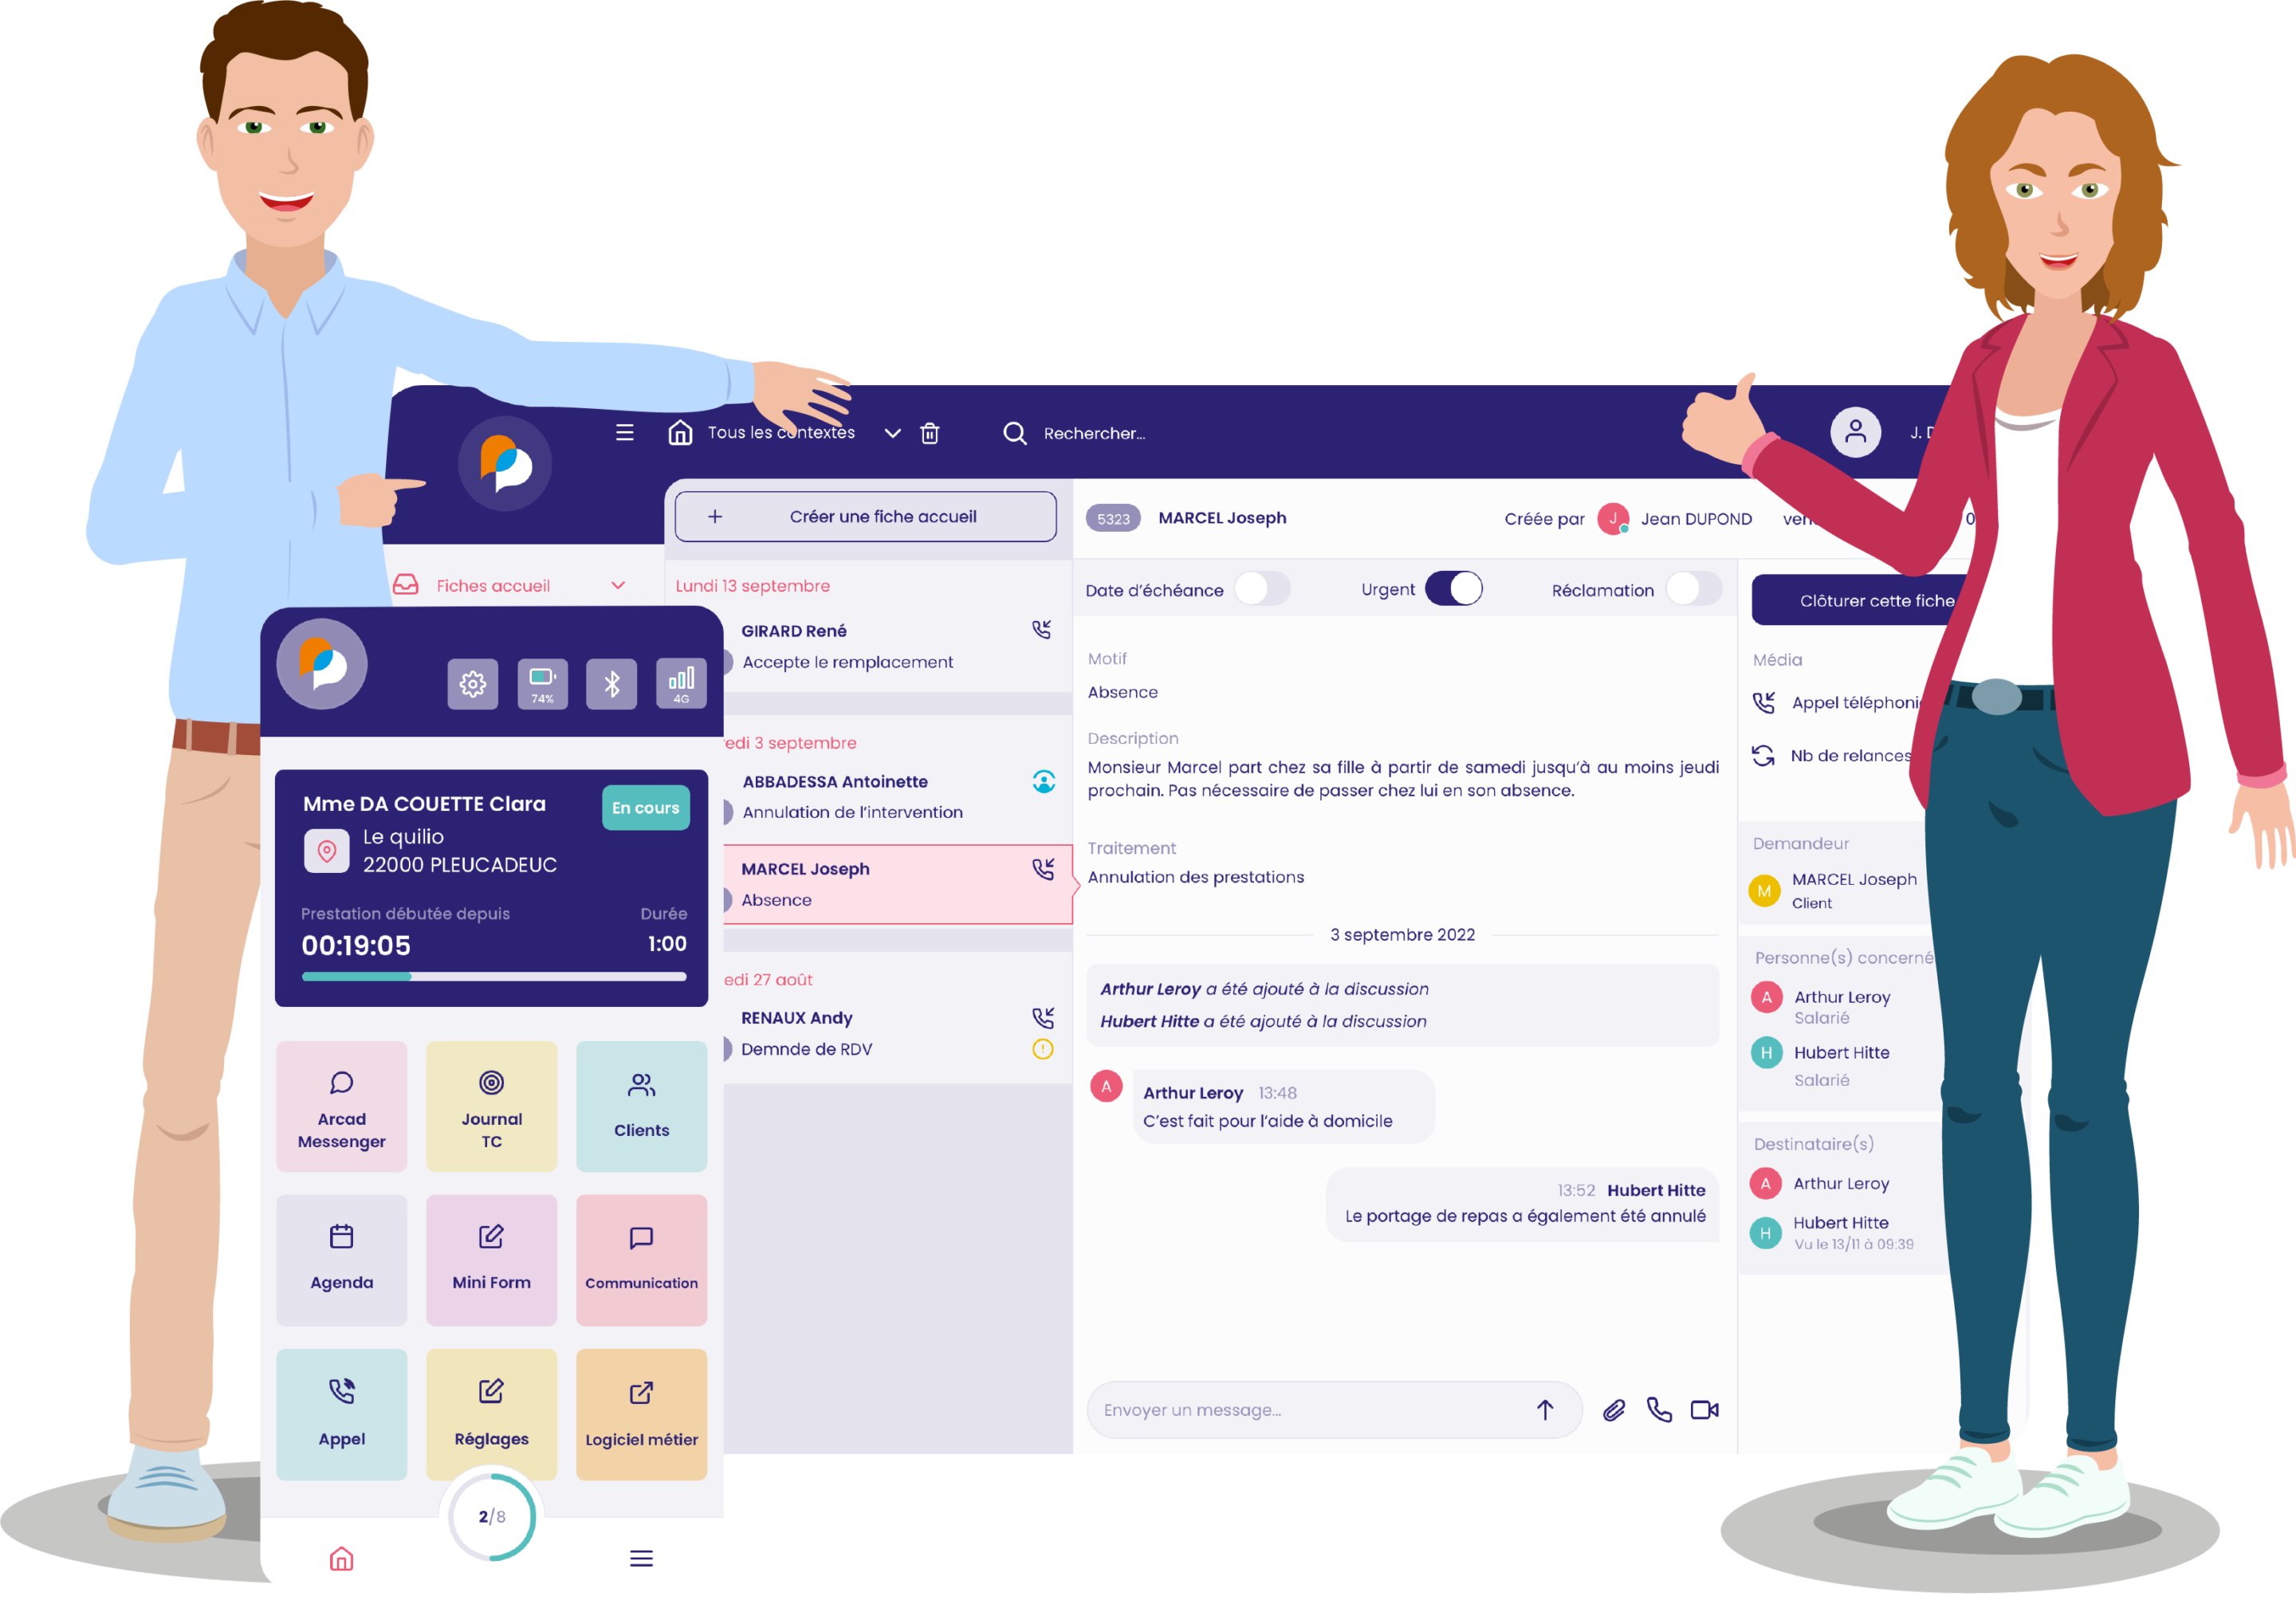 Tous les contextes
Rechercher...
Créer une fiche accueil
5323
MARCEL Joseph
Créée par
J
Jean DUPOND
Fiches accueil
Lundi 13 septembre
GIRARD René
Accepte le remplacement
3 septembre
ABBADESSA Antoinette
Annulation de l'intervention
MARCEL Joseph
Absence
27 août
RENAUX Andy
Demnde de RDV
Date d'échéance
Urgent
Réclamation
Motif
Absence
Description
Monsieur Marcel part chez sa fille à partir de samedi jusqu'à au moins jeudi
prochain. Pas nécessaire de passer chez lui en son absence.
Traitement
Annulation des prestations
3 septembre 2022
Arthur Leroy a été ajouté à la discussion
Hubert Hitte a été ajouté à la discussion
A
Arthur Leroy 13:48
C'est fait pour l'aide à domicile
13:52 Hubert Hitte
Le portage de repas a également été annulé
Envoyer un message...
Clôturer cette fiche
Média
Appel
Nb de relances
Demandeur
M
MARCEL Joseph
Client
Personne(s)
A
Arthur Leroy
Salarié
H
Hubert Hitte
Salarié
Destinataire(s)
A
Arthur Leroy
H
Hubert Hitte
Vu le 13/11 à 09:39
74%
4G
Mme DA COUETTE Clara
En cours
Le quilio
22000 PLEUCADEUC
Prestation débutée depuis
Durée
00:19:05
1:00
Arcad
Messenger
Journal
TC
Clients
Agenda
Mini Form
Communication
Appel
Réglages
Logiciel métier
2/8